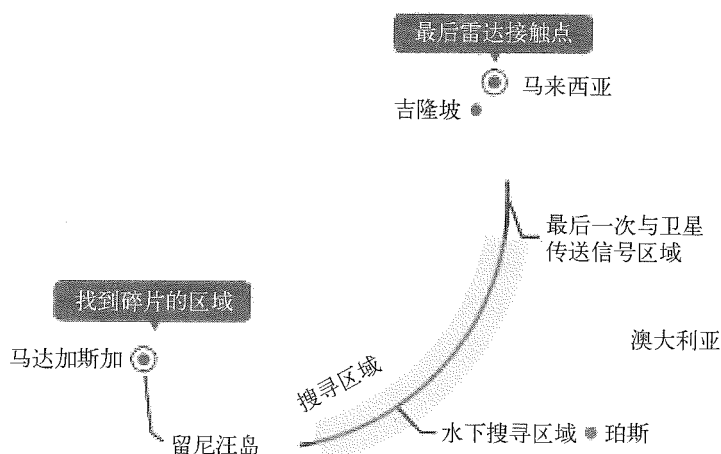 最后雷达接触点
马来西亚
吉隆坡
最后一次与卫星
传送信号区域
找到碎片的区域
澳大利亚
马达加斯加
搜寻区域
留尼汪岛
水下搜寻区域
珀斯